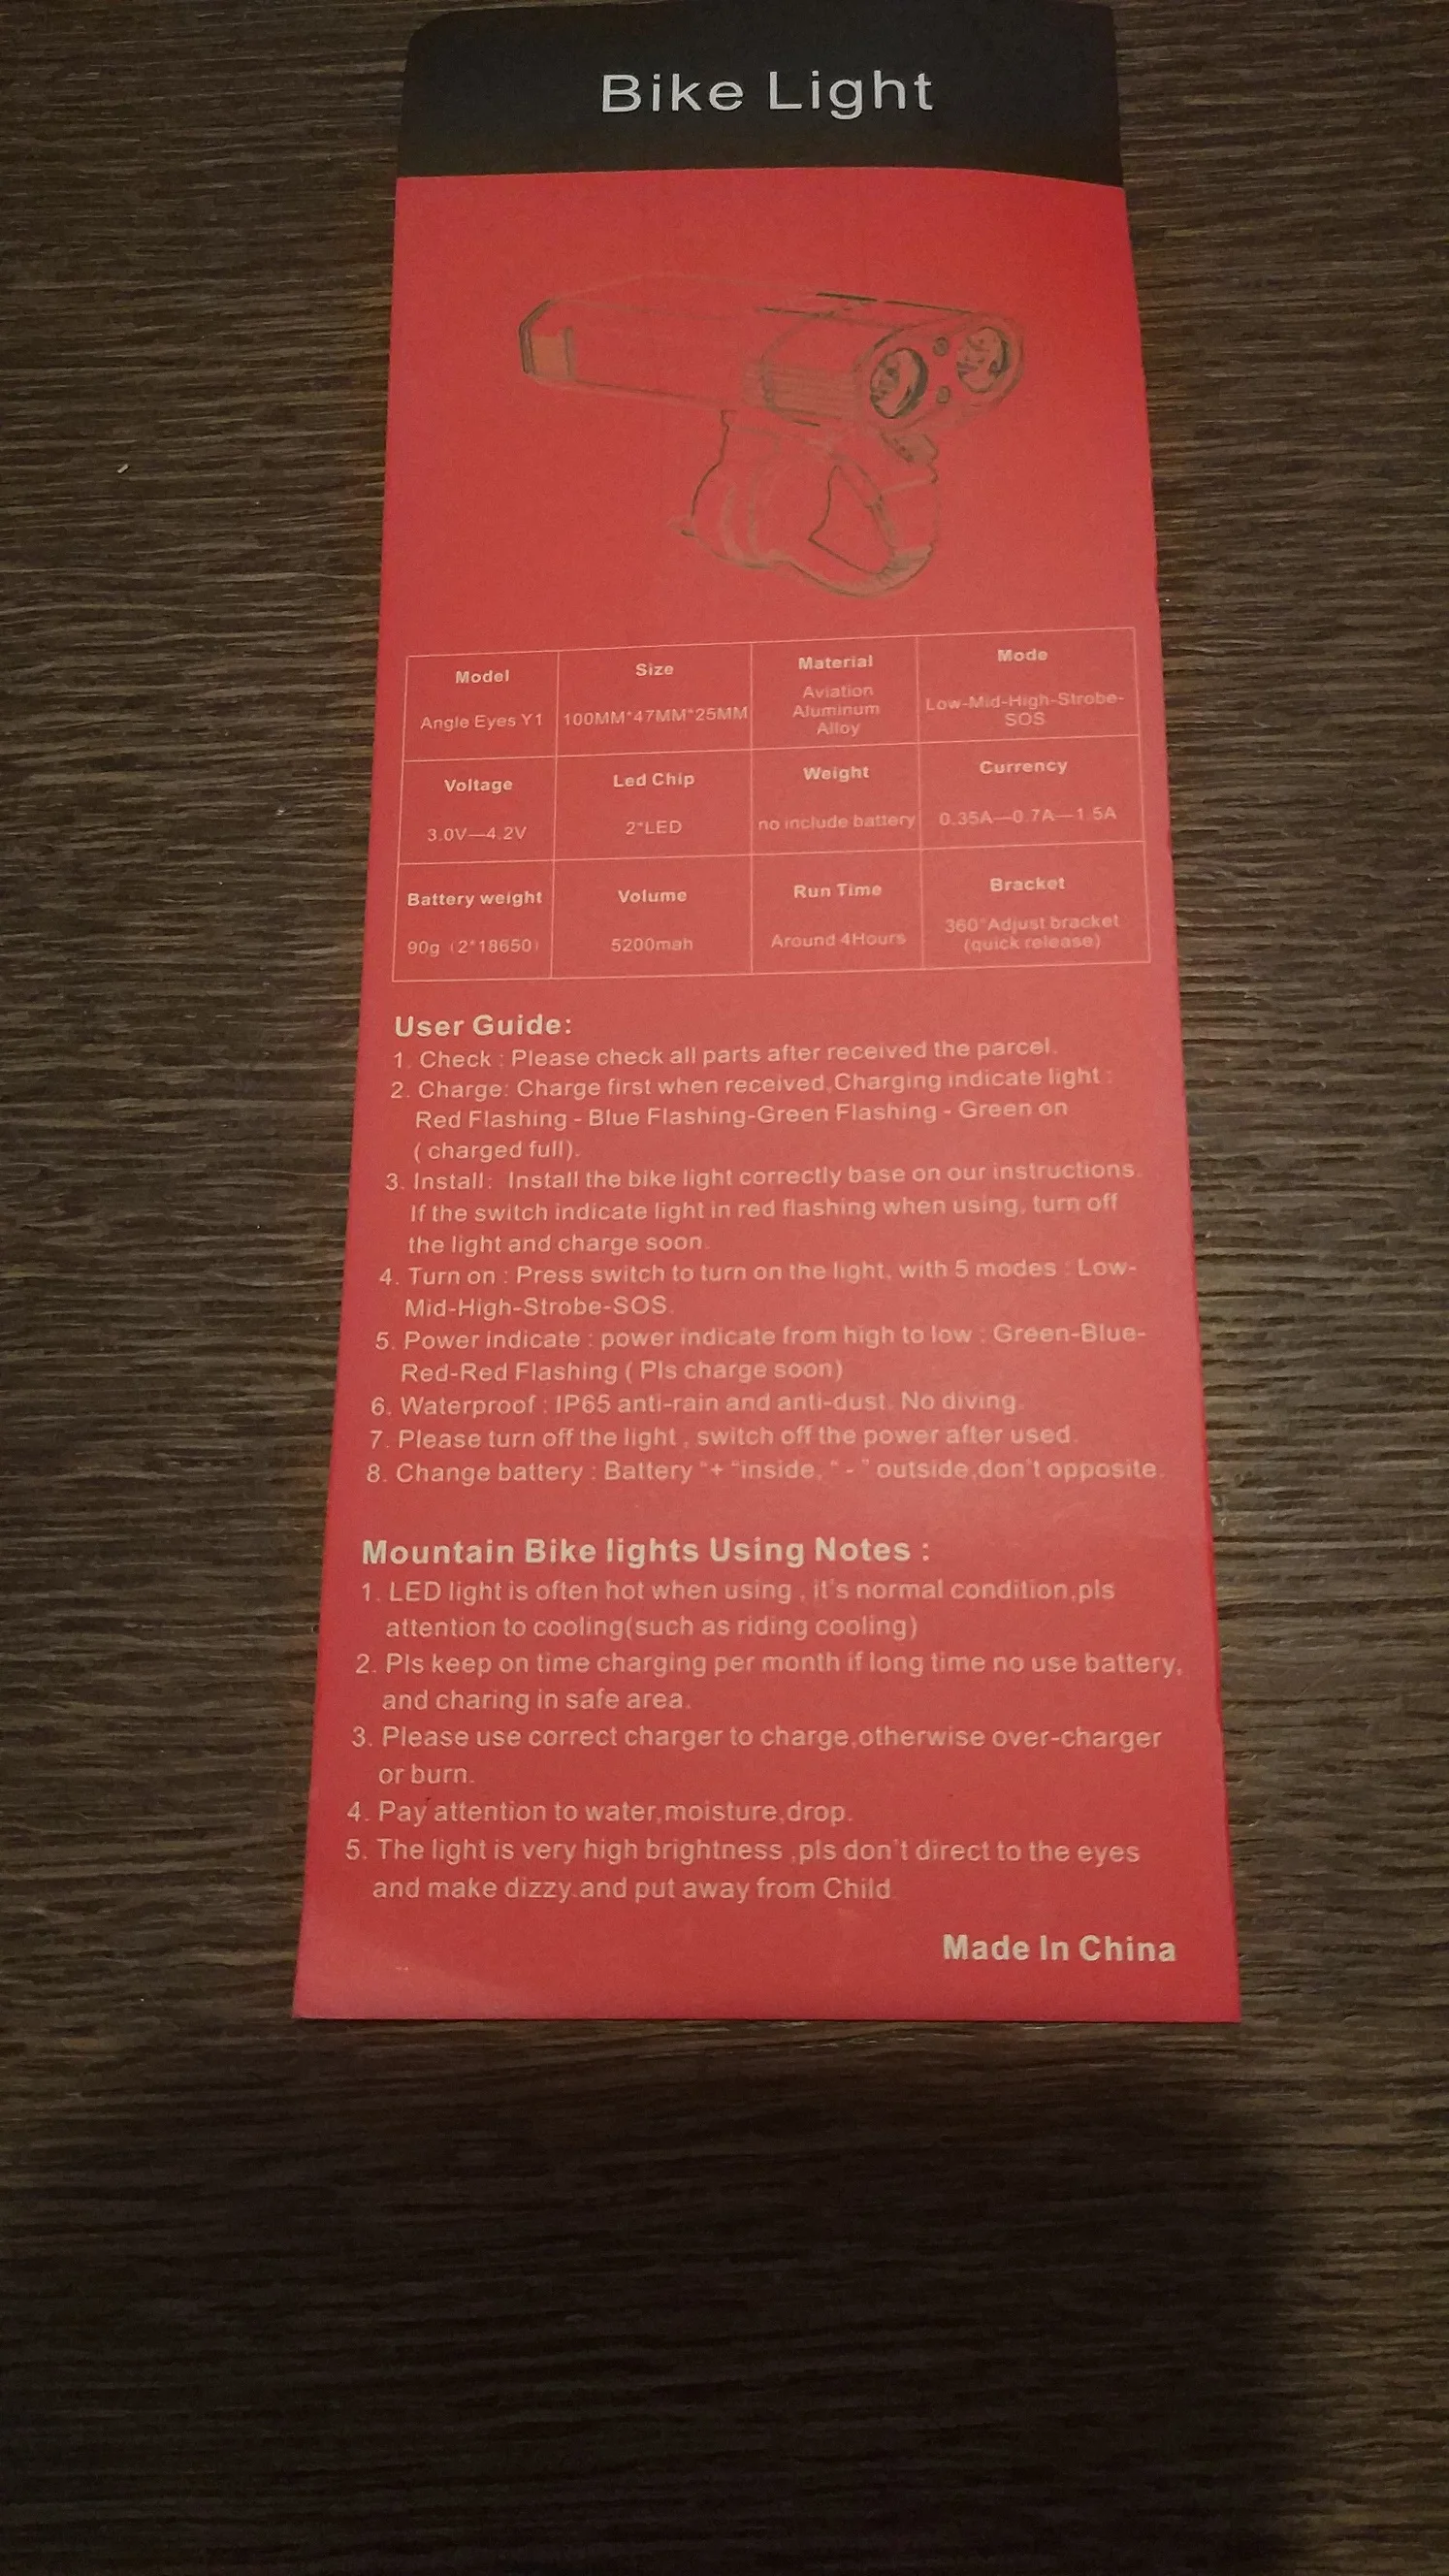 Bike Light
Model
Size
Material
Mode
Angle Eyes Y1
100MM*47MM*25MM
Aviation
Aluminum
Alloy
Low-Mid-High-Strobe-
SOS
Voltage
Led Chip
Weight
Currency
3.0V—4.2V
2*LED
no include battery
0.35A—0.7A—1.5A
Battery weight
Volume
Run Time
Bracket
90g (2*18650)
5200mah
Around 4Hours
360°Adjust bracket
(quick release)
User Guide:
1. Check : Please check all parts after received the parcel.
2. Charge: Charge first when received,Charging indicate light :
Red Flashing - Blue Flashing-Green Flashing - Green on
( charged full).
3. Install: Install the bike light correctly base on our instructions.
If the switch indicate light in red flashing when using, turn off
the light and charge soon.
4. Turn on : Press switch to turn on the light, with 5 modes : Low-
Mid-High-Strobe-SOS.
5. Power indicate : power indicate from high to low : Green-Blue-
Red-Red Flashing ( Pls charge soon)
6. Waterproof : IP65 anti-rain and anti-dust. No diving.
7. Please turn off the light , switch off the power after used.
8. Change battery : Battery "+ "inside, " - " outside,don't opposite.
Mountain Bike lights Using Notes :
1. LED light is often hot when using , it's normal condition,pls
attention to cooling(such as riding cooling)
2. Pls keep on time charging per month if long time no use battery,
and charing in safe area.
3. Please use correct charger to charge,otherwise over-charger
or burn.
4. Pay attention to water,moisture,drop.
5. The light is very high brightness ,pls don't direct to the eyes
and make dizzy.and put away from Child.
Made In China